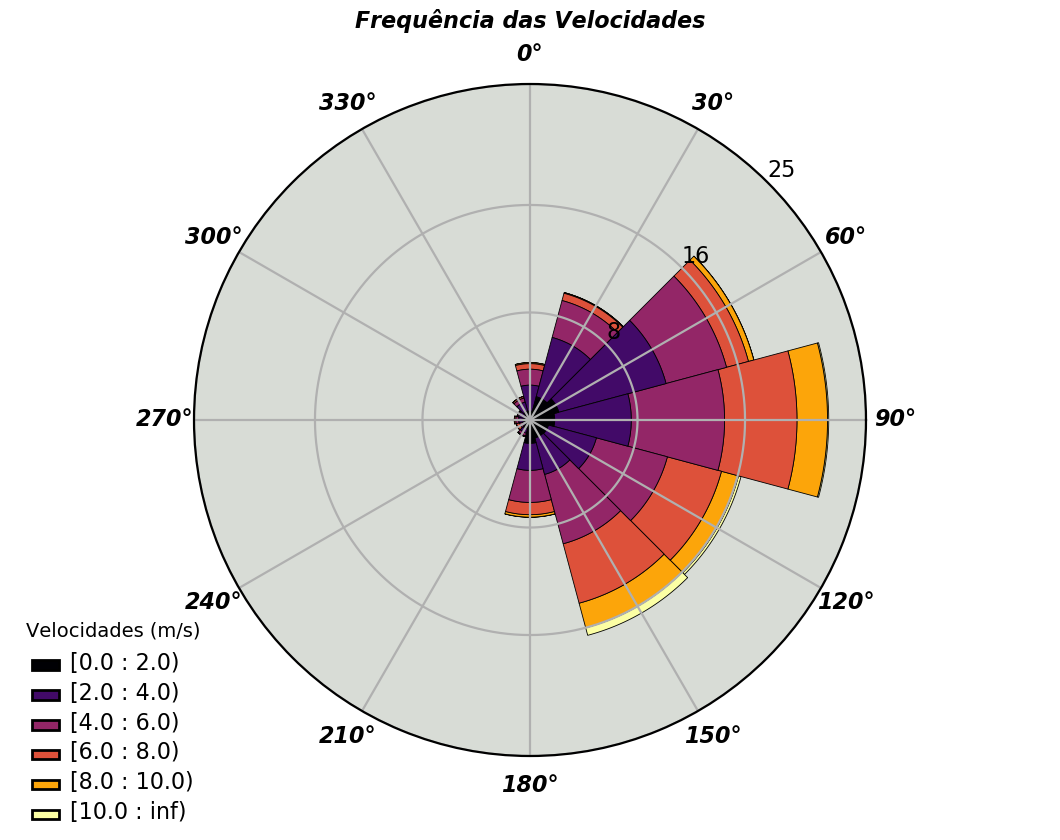 Frequência das Velocidades
0°
330°
30°
25
300°
60°
16
8
270°
90°
240°
120°
210°
150°
180°
Velocidades (m/s)
[0.0 : 2.0)
[2.0 : 4.0)
[4.0 : 6.0)
[6.0 : 8.0)
[8.0 : 10.0)
[10.0 : inf)